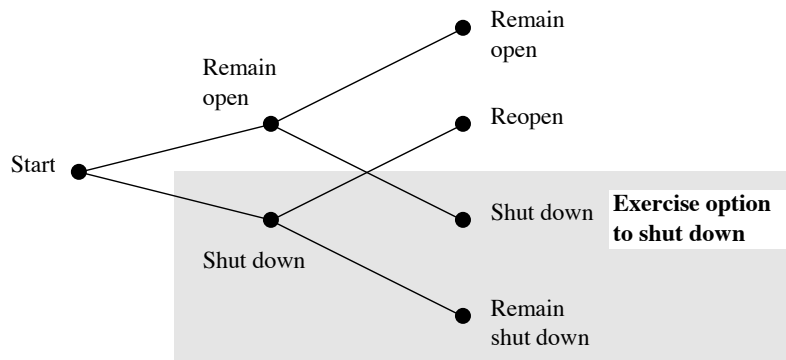 Remain
open
Remain
open
Reopen
Start
Shut down
Exercise option
to shut down
Shut down
Remain
shut down